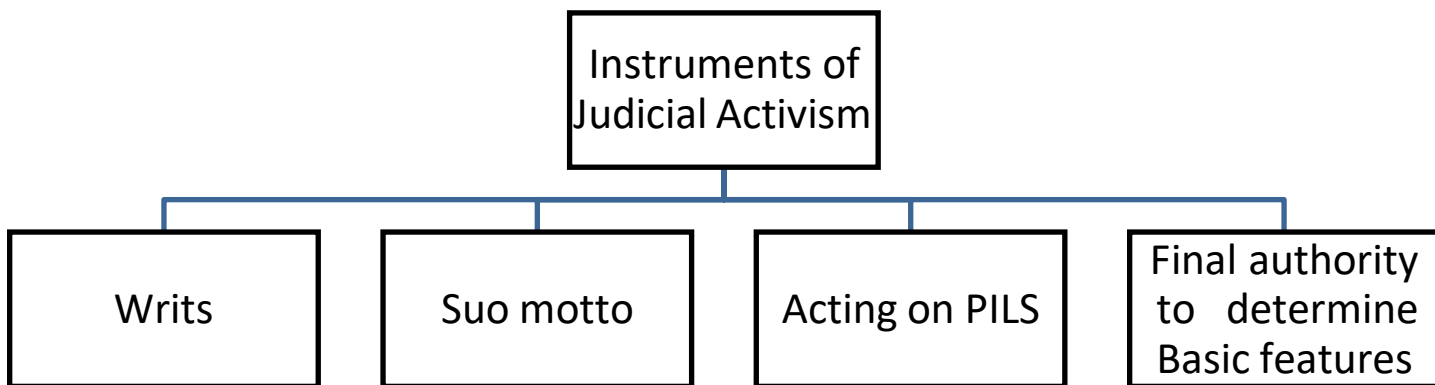 Instruments of
Judicial Activism
Writs
Suo motto
Acting on PILS
Final authority
to determine
Basic features